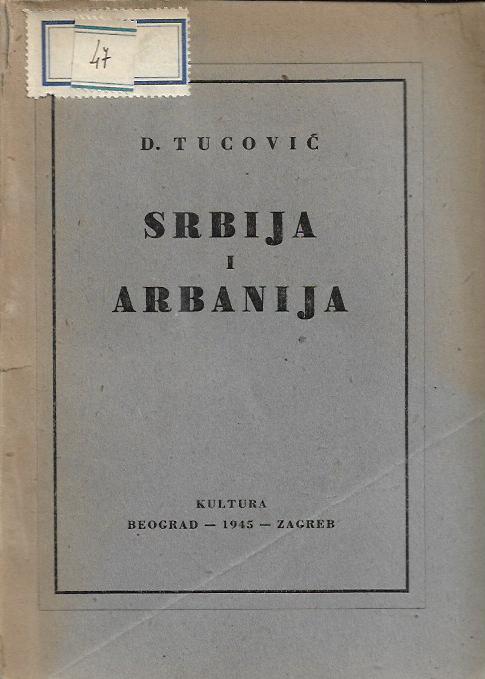 47
D. TUCOVIĆ
SRBIJA
I
ARBANIJA
KULTURA
BEOGRAD — 1945 — ZAGREB